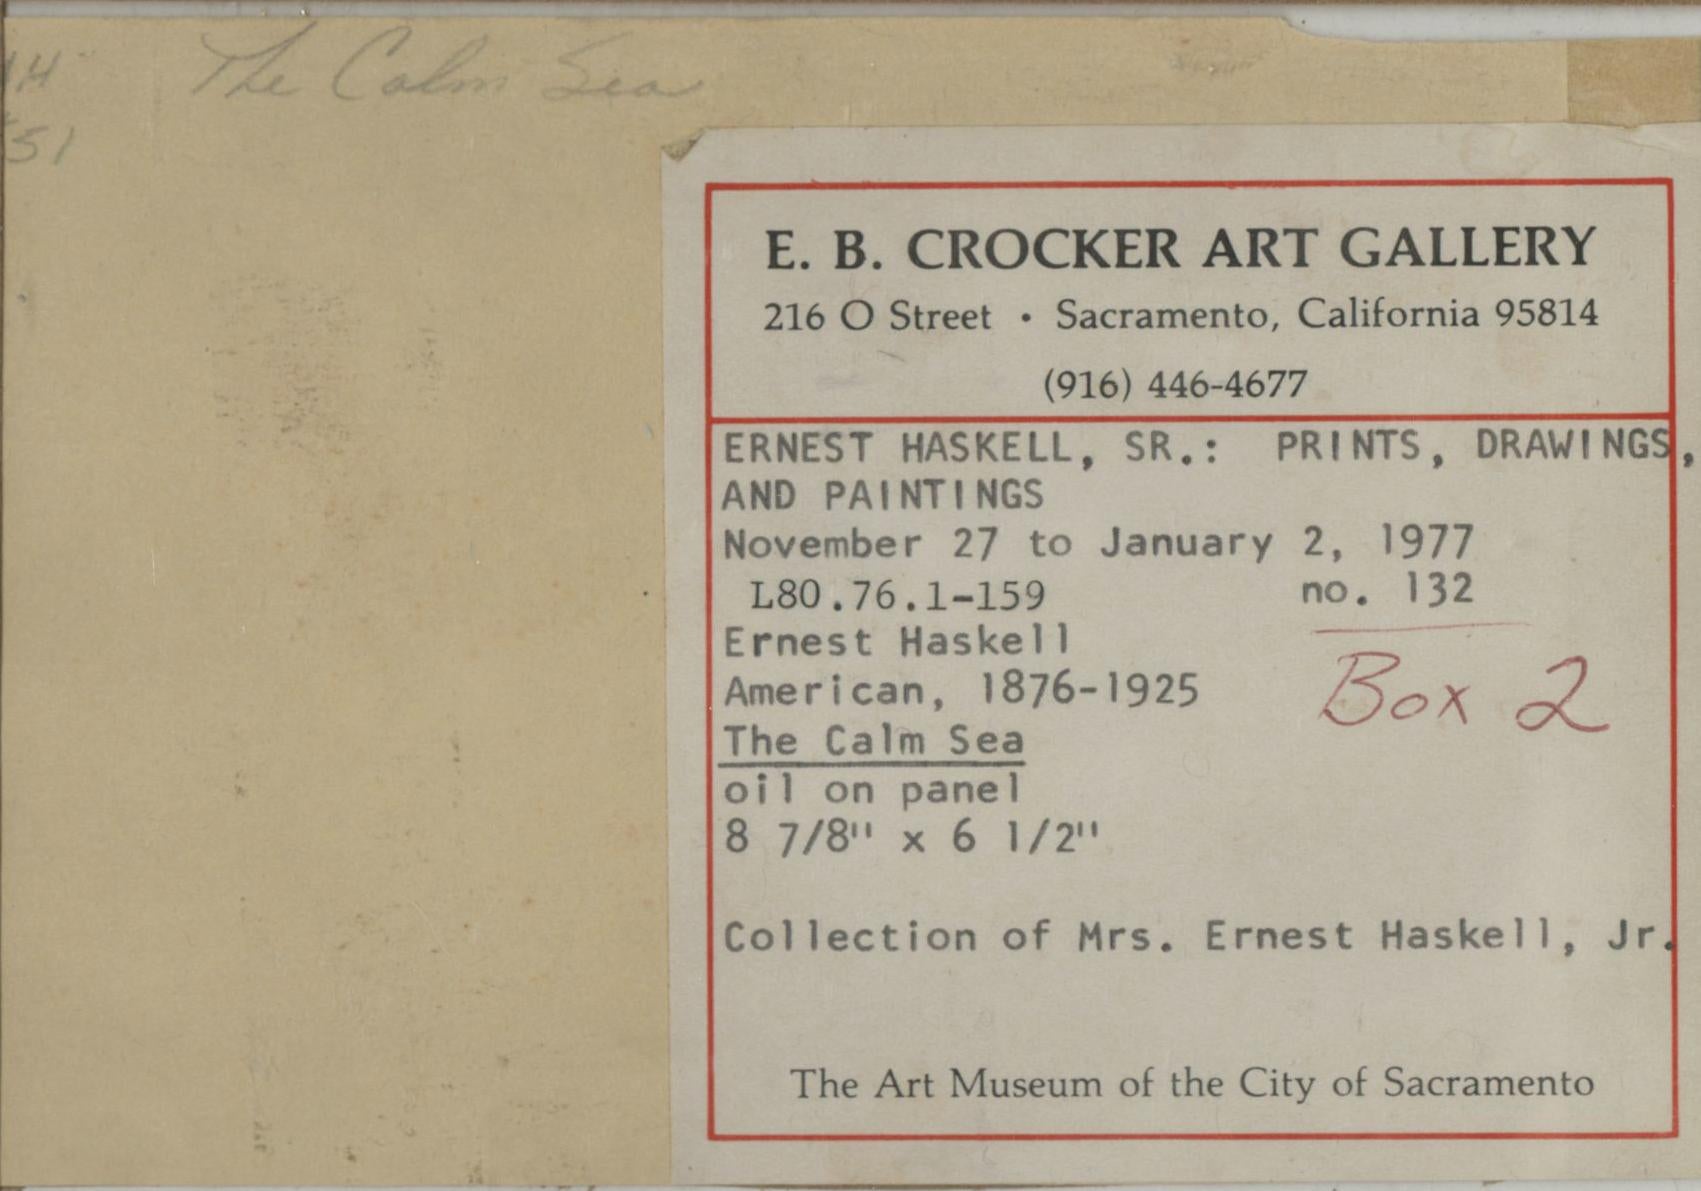 The Calm Sea
51
E. B. CROCKER ART GALLERY
216 O Street • Sacramento, California 95814
(916) 446-4677
ERNEST HASKELL, SR.: PRINTS, DRAWINGS,
AND PAINTINGS
November 27 to January 2, 1977
L80.76.1-159 no. 132
Ernest Haskell
American, 1876-1925
Box 2
The Calm Sea
oil on panel
8 7/8" x 6 1/2"
Collection of Mrs. Ernest Haskell, Jr.
The Art Museum of the City of Sacramento